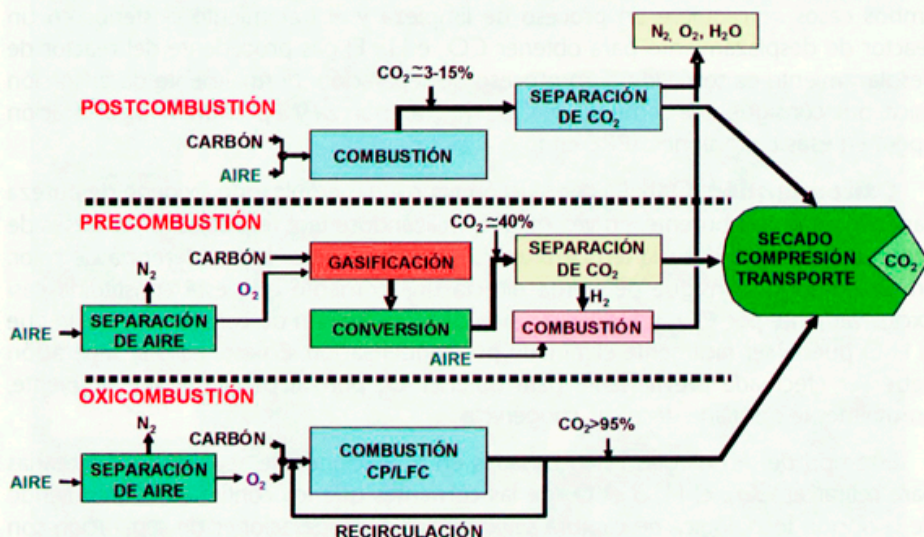 N₂, O₂, H₂O
CO₂≃3-15%
POSTCOMBUSTIÓN
CARBÓN
AIRE
COMBUSTIÓN
SEPARACIÓN
DE CO₂
PRECOMBUSTIÓN
CO₂≃40%
N₂
CARBÓN
O₂
GASIFICACIÓN
SEPARACIÓN
DE CO₂
SECADO
COMPRESIÓN
TRANSPORTE
CO₂
AIRE
SEPARACIÓN
DE AIRE
CONVERSIÓN
H₂
COMBUSTIÓN
AIRE
OXICOMBUSTIÓN
N₂
CARBÓN
CO₂>95%
COMBUSTIÓN
CP/LFC
AIRE
SEPARACIÓN
DE AIRE
O₂
RECIRCULACIÓN